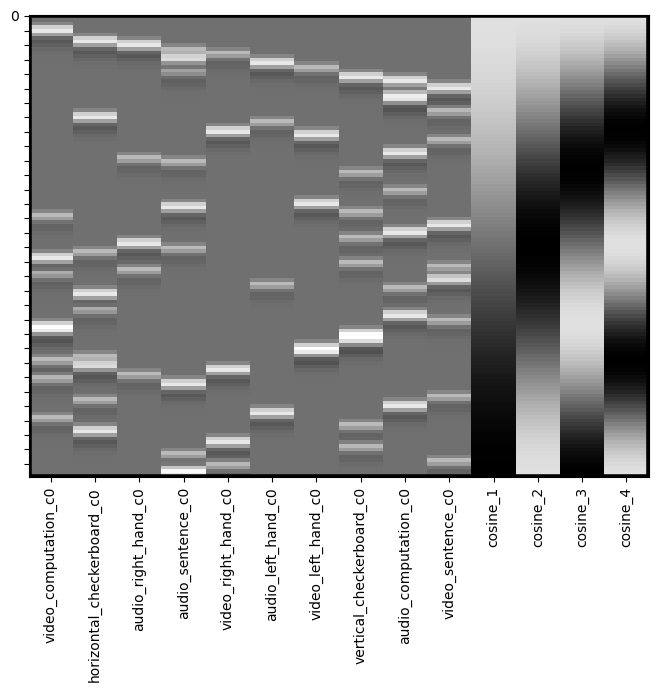 0
video_computation_c0
horizontal_checkerboard_c0
audio_right_hand_c0
audio_sentence_c0
video_right_hand_c0
audio_left_hand_c0
video_left_hand_c0
vertical_checkerboard_c0
audio_computation_c0
video_sentence_c0
cosine_1
cosine_2
cosine_3
cosine_4